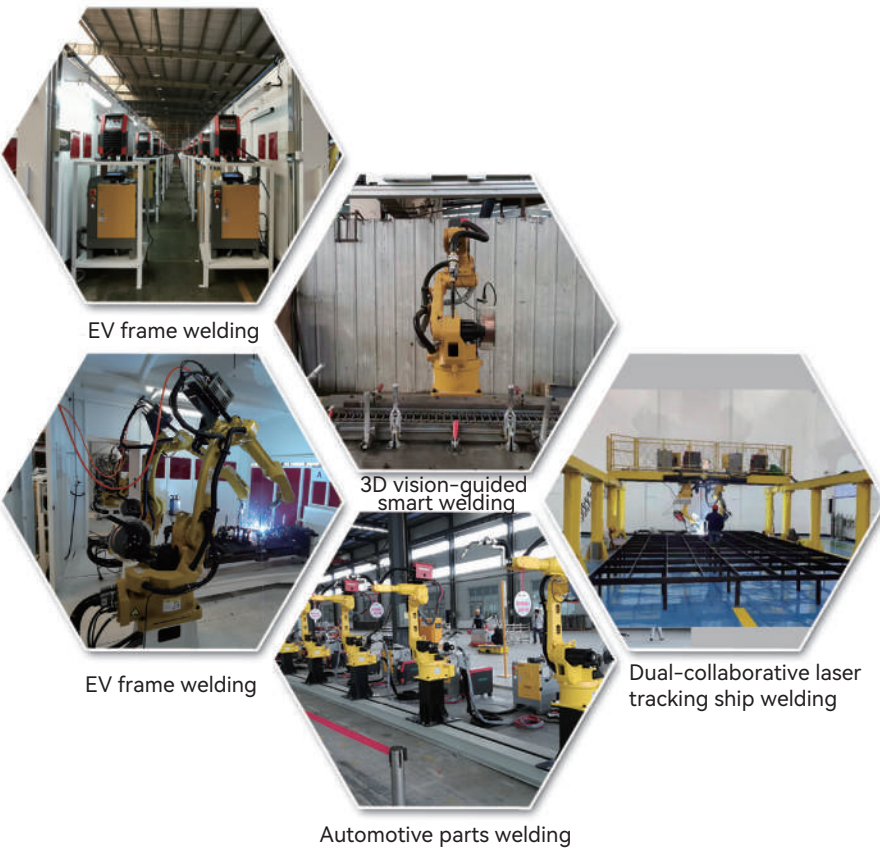 EV frame welding
3D vision-guided
smart welding
EV frame welding
Dual-collaborative laser
tracking ship welding
Automotive parts welding